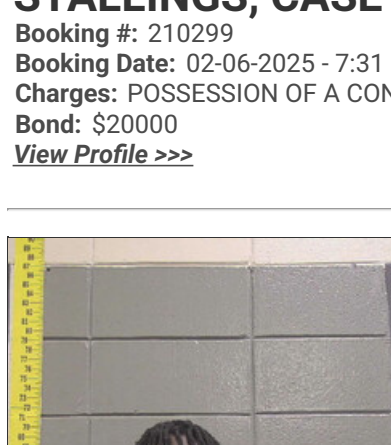 STALLINGS, CASE
Booking #: 210299
Booking Date: 02-06-2025 - 7:31
Charges: POSSESSION OF A CON
Bond: $20000
View Profile >>>